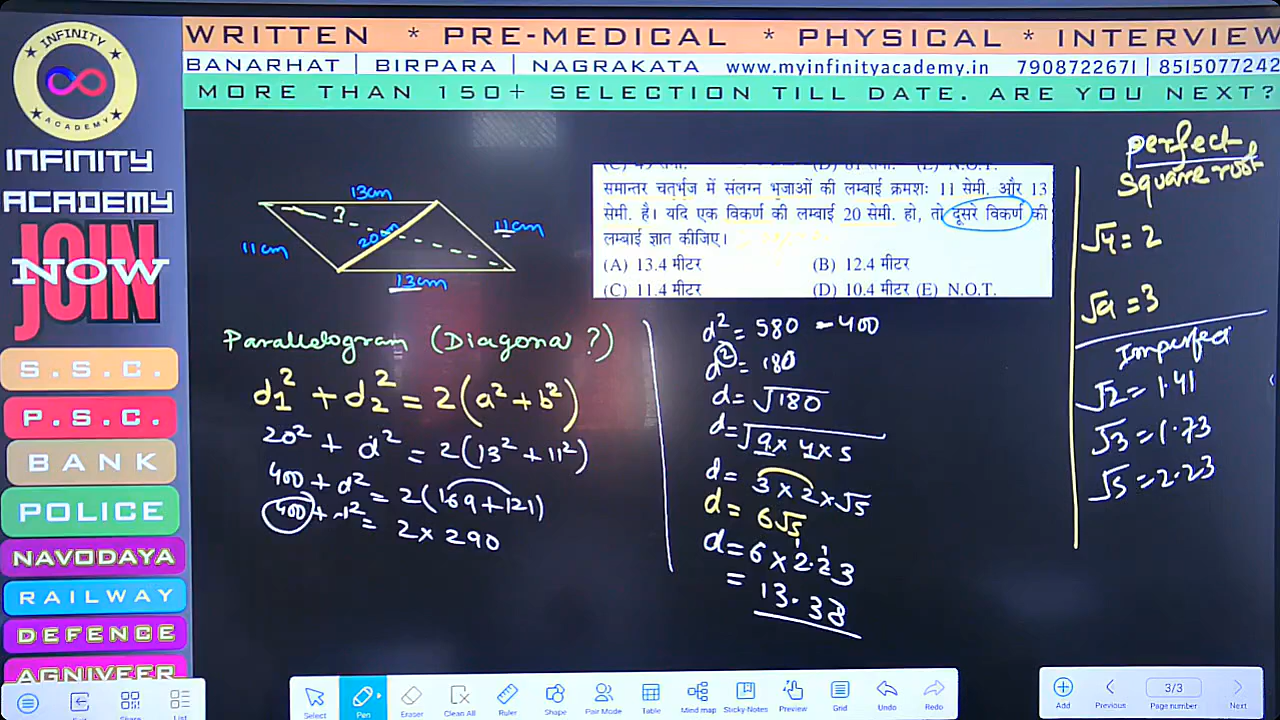 INFINITY
ACADEMY
INFINITY
ACADEMY
JOIN
NOW
S.S.C.
P.S.C.
BANK
POLICE
NAVODAYA
RAILWAY
DEFENCE
AGNIVEER
WRITTEN * PRE-MEDICAL * PHYSICAL * INTERVIEW
BANARHAT | BIRPARA | NAGRAKATA www.myinfinityacademy.in 7908722671 | 8515077242
MORE THAN 150+ SELECTION TILL DATE. ARE YOU NEXT?
13cm
?
11cm
20cm
11cm
13cm
समान्तर चतुर्भुज में संलग्न भुजाओं की लम्बाई क्रमशः 11 सेमी. और 13
सेमी. है। यदि एक विकर्ण की लम्बाई 20 सेमी. हो, तो दूसरे विकर्ण की
लम्बाई ज्ञात कीजिए।
(A) 13.4 मीटर (B) 12.4 मीटर
(C) 11.4 मीटर (D) 10.4 मीटर (E) N.O.T.
Parallelogram (Diagonal ?)
d₁² + d₂² = 2(a² + b²)
20² + d² = 2(13² + 11²)
400 + d² = 2(169 + 121)
400 + d² = 2 × 290
d² = 580 - 400
d² = 180
d = √180
d = √9 × 4 × 5
d = 3 × 2 × √5
d = 6√5
d = 6 × 2.23
= 13.38
perfect
Square root
√4 = 2
√9 = 3
Imperfect
√2 = 1.41
√3 = 1.73
√5 = 2.23
Select
Pen
Eraser
Clean All
Ruler
Shape
Pair Mode
Table
Mind map
Sticky-Notes
Preview
Grid
Undo
Redo
Add
Previous
3/3
Page number
Next